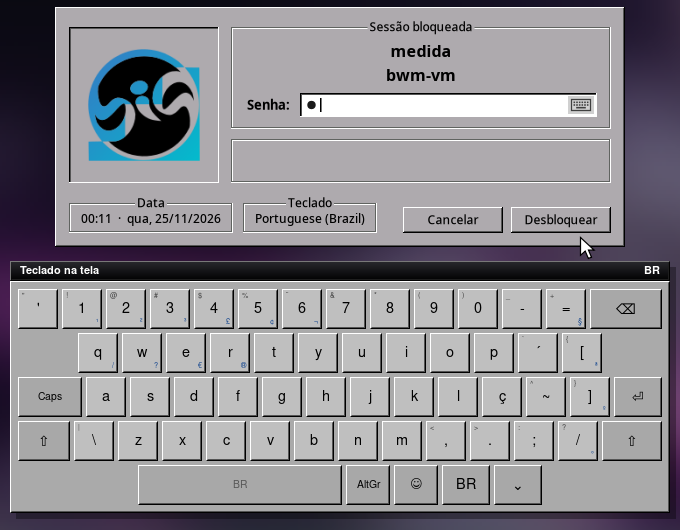 Sessão bloqueada
medida
bwm-vm
Senha:
Data
00:11 · qua, 25/11/2026
Teclado
Portuguese (Brazil)
Cancelar
Desbloquear
Teclado na tela BR
' 1 2 3 4 5 6 7 8 9 0 - = ⌫
q w e r t y u i o p ´ [
Caps a s d f g h j k l ç ~ ] ⏎
⇧ \ z x c v b n m , . ; / ⇧
BR AltGr ☺ BR ⌄